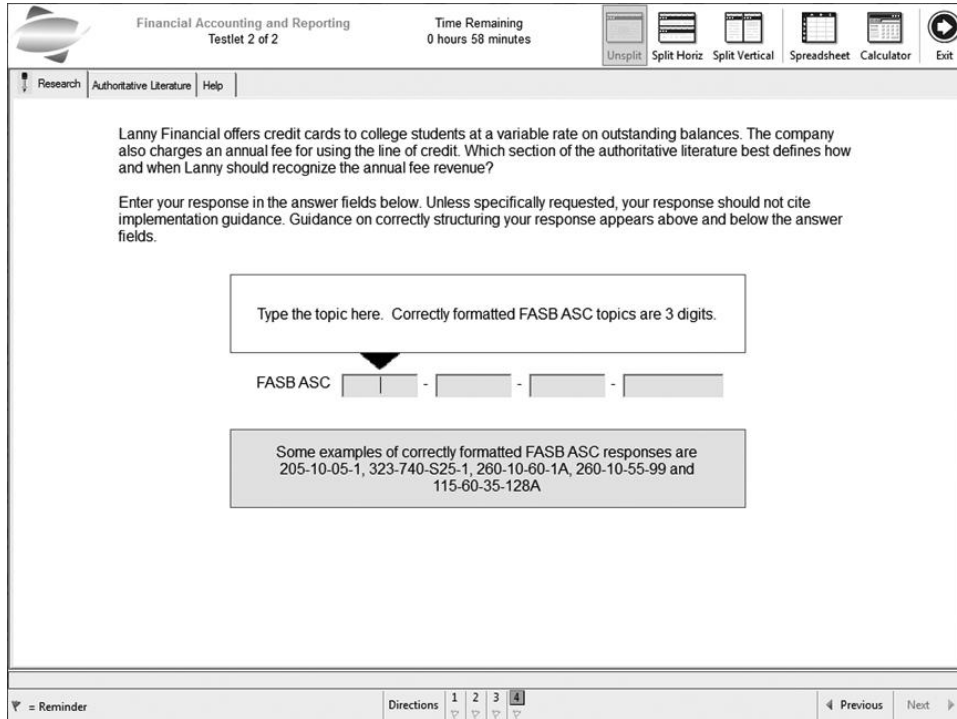 Financial Accounting and Reporting
Testlet 2 of 2
Time Remaining
0 hours 58 minutes
Unsplit
Split Horiz
Split Vertical
Spreadsheet
Calculator
Exit
Research
Authoritative Literature
Help
Lanny Financial offers credit cards to college students at a variable rate on outstanding balances. The company
also charges an annual fee for using the line of credit. Which section of the authoritative literature best defines how
and when Lanny should recognize the annual fee revenue?
Enter your response in the answer fields below. Unless specifically requested, your response should not cite
implementation guidance. Guidance on correctly structuring your response appears above and below the answer
fields.
Type the topic here. Correctly formatted FASB ASC topics are 3 digits.
FASB ASC - - -
Some examples of correctly formatted FASB ASC responses are
205-10-05-1, 323-740-S25-1, 260-10-60-1A, 260-10-55-99 and
115-60-35-128A
= Reminder
Directions
1 2 3 4
Previous
Next